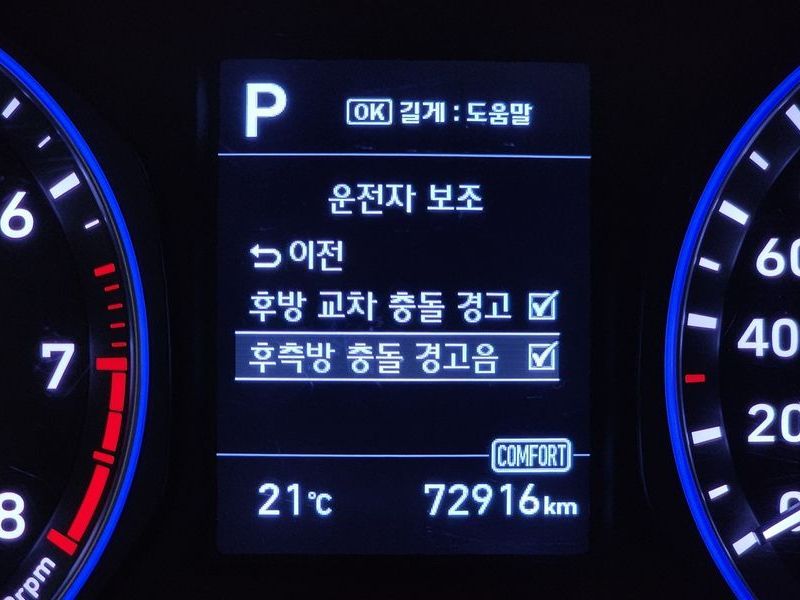 P
OK 길게 : 도움말
운전자 보조
이전
후방 교차 충돌 경고
후측방 충돌 경고음
COMFORT
21℃ 72916km
6
7
8
rpm
60
40
20
0